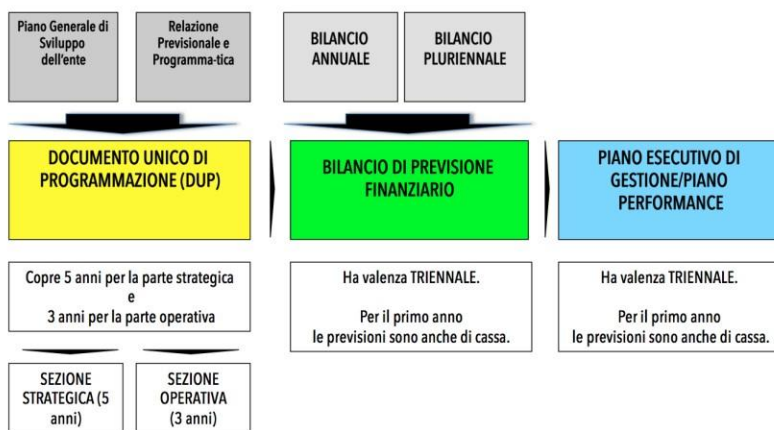 Piano Generale di
Sviluppo
dell'ente
Relazione
Previsionale e
Programma-tica
BILANCIO
ANNUALE
BILANCIO
PLURIENNALE
DOCUMENTO UNICO DI
PROGRAMMAZIONE (DUP)
BILANCIO DI PREVISIONE
FINANZIARIO
PIANO ESECUTIVO DI
GESTIONE/PIANO
PERFORMANCE
Copre 5 anni per la parte strategica
e
3 anni per la parte operativa
Ha valenza TRIENNALE.
Per il primo anno
le previsioni sono anche di cassa.
Ha valenza TRIENNALE.
Per il primo anno
le previsioni sono anche di cassa.
SEZIONE
STRATEGICA (5
anni)
SEZIONE
OPERATIVA
(3 anni)